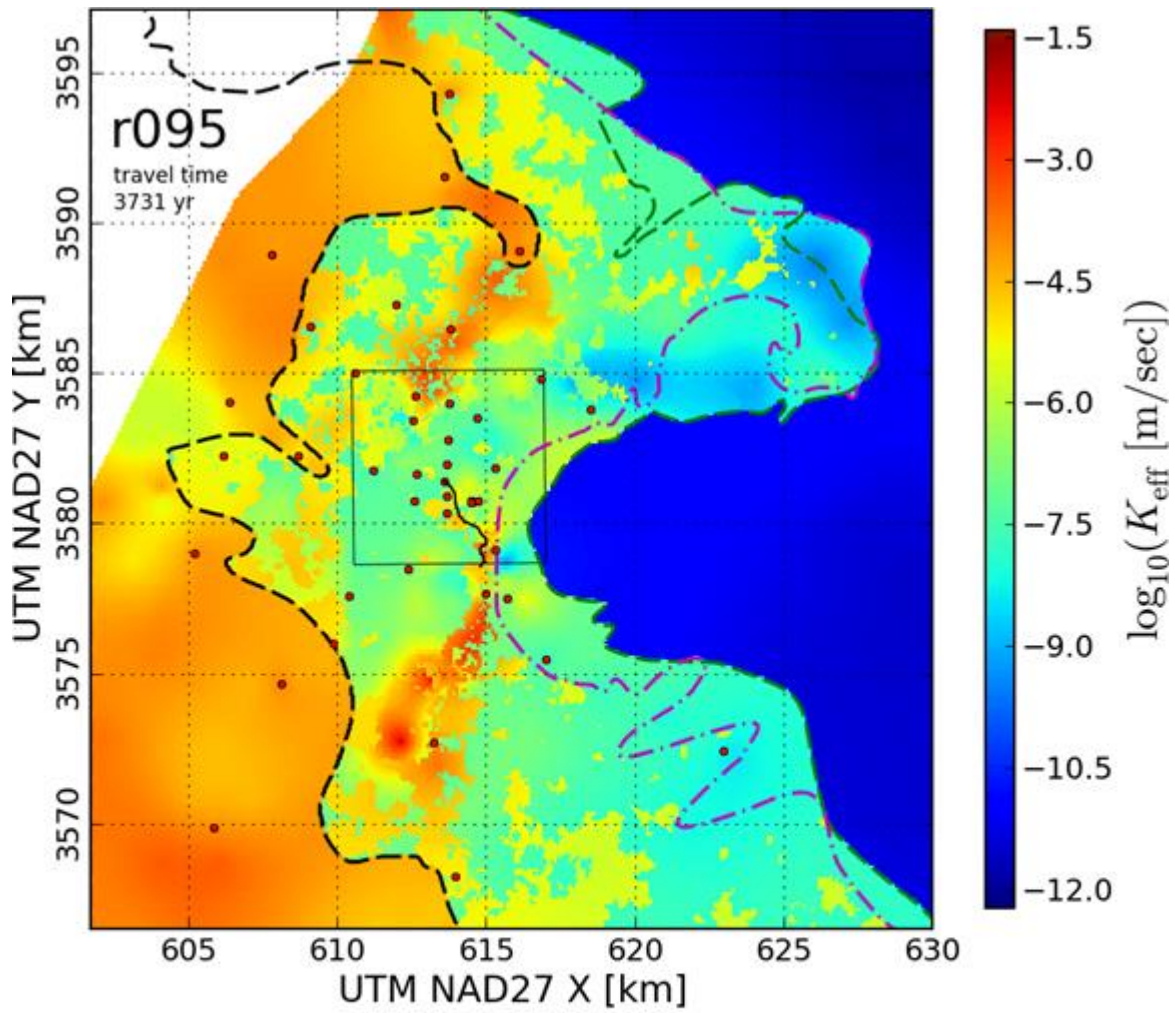 r095
travel time
3731 yr
3595
3590
3585
3580
3575
3570
UTM NAD27 Y [km]
605 610 615 620 625 630
UTM NAD27 X [km]
−1.5
−3.0
−4.5
−6.0
−7.5
−9.0
−10.5
−12.0
log₁₀(K_eff [m/sec])